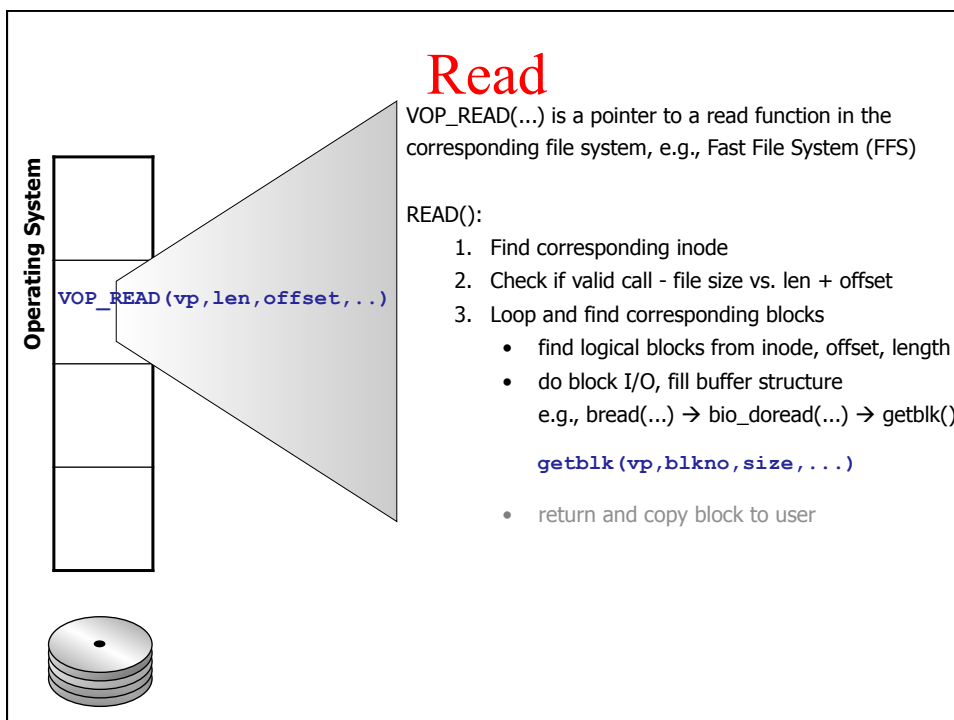 Read
VOP_READ(...) is a pointer to a read function in the
corresponding file system, e.g., Fast File System (FFS)
Operating System
READ():
1. Find corresponding inode
2. Check if valid call - file size vs. len + offset
VOP_READ(vp,len,offset,..)
3. Loop and find corresponding blocks
• find logical blocks from inode, offset, length
• do block I/O, fill buffer structure
e.g., bread(...) → bio_doread(...) → getblk()
getblk(vp,blkno,size,...)
• return and copy block to user